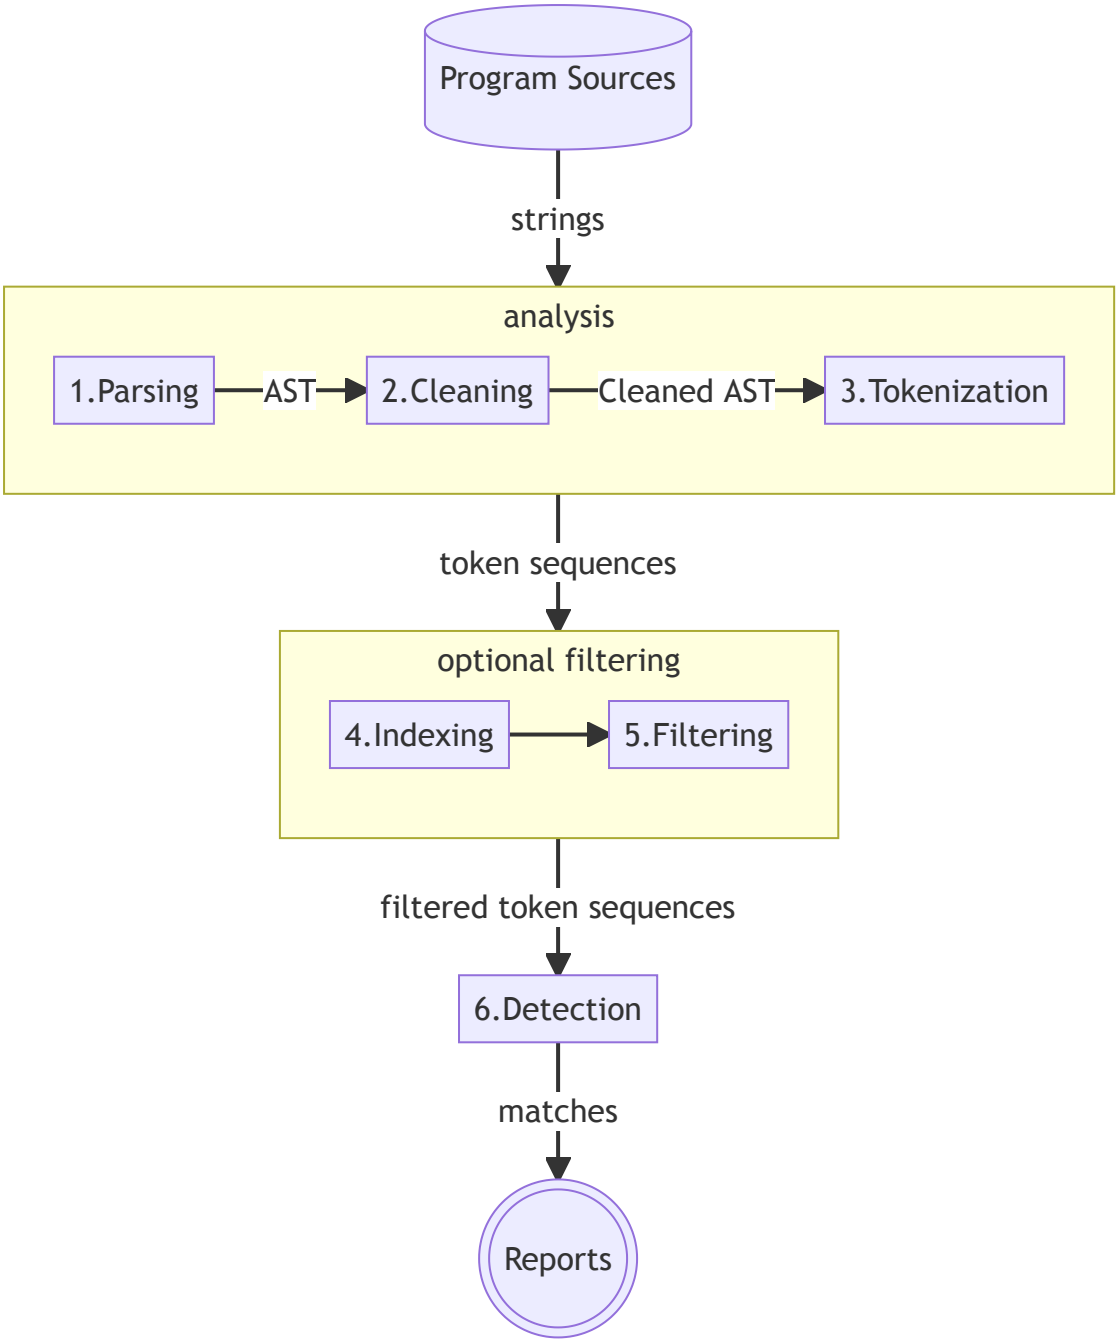 Program Sources
strings
analysis
1.Parsing
AST
2.Cleaning
Cleaned AST
3.Tokenization
token sequences
optional filtering
4.Indexing
5.Filtering
filtered token sequences
6.Detection
matches
Reports